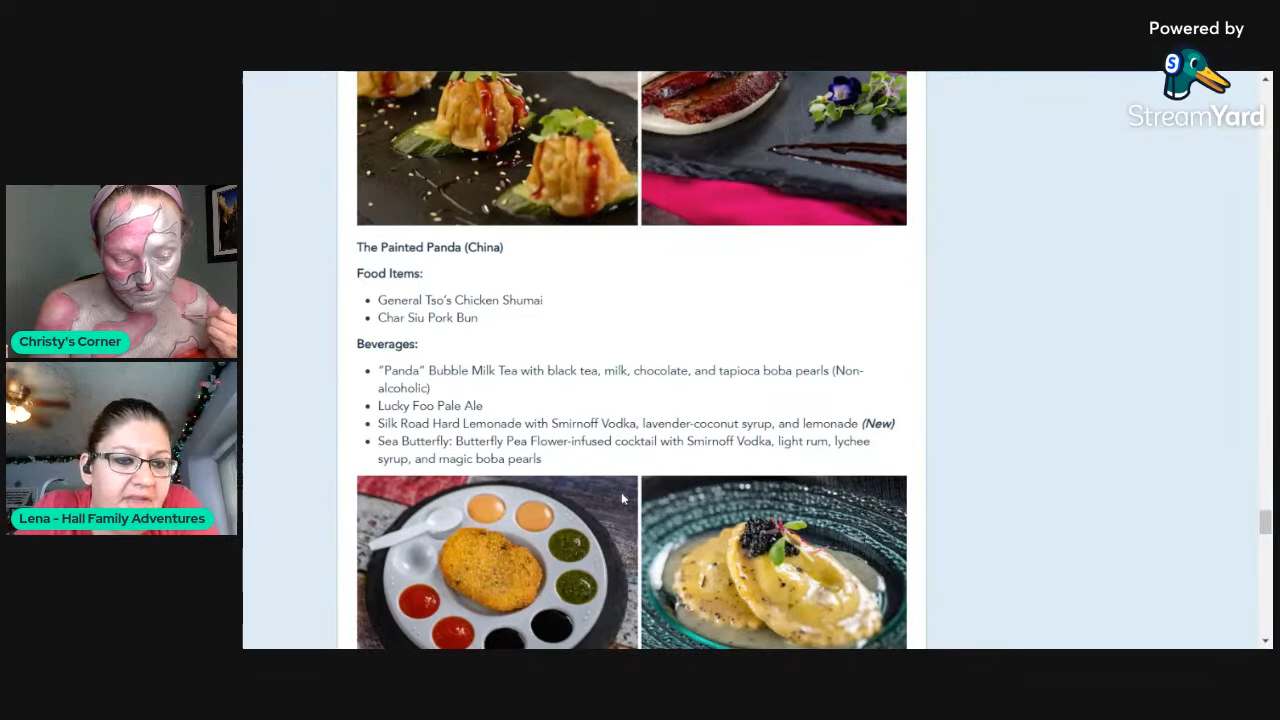 Powered by
S
StreamYard
The Painted Panda (China)
Food Items:
• General Tso's Chicken Shumai
• Char Siu Pork Bun
Beverages:
• "Panda" Bubble Milk Tea with black tea, milk, chocolate, and tapioca boba pearls (Non-
alcoholic)
• Lucky Foo Pale Ale
• Silk Road Hard Lemonade with Smirnoff Vodka, lavender-coconut syrup, and lemonade (New)
• Sea Butterfly: Butterfly Pea Flower-infused cocktail with Smirnoff Vodka, light rum, lychee
syrup, and magic boba pearls
Christy's Corner
Lena - Hall Family Adventures